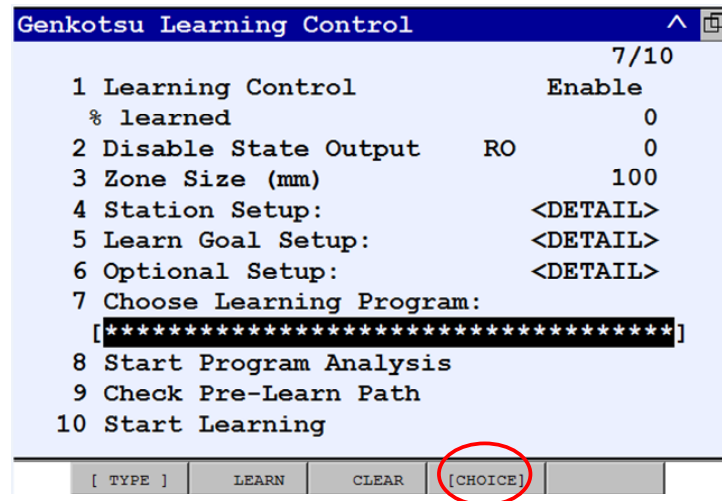 Genkotsu Learning Control ^
7/10
1 Learning Control Enable
% learned 0
2 Disable State Output RO 0
3 Zone Size (mm) 100
4 Station Setup: <DETAIL>
5 Learn Goal Setup: <DETAIL>
6 Optional Setup: <DETAIL>
7 Choose Learning Program:
[*************************************]
8 Start Program Analysis
9 Check Pre-Learn Path
10 Start Learning
[ TYPE ] LEARN CLEAR [CHOICE]